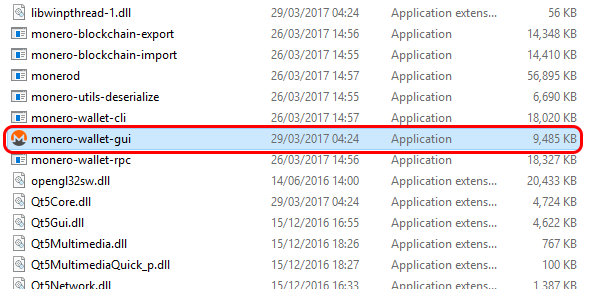 libwinpthread-1.dll 29/03/2017 04:24 Application extens... 56 KB
monero-blockchain-export 26/03/2017 14:56 Application 14,348 KB
monero-blockchain-import 26/03/2017 14:55 Application 14,410 KB
monerod 26/03/2017 14:57 Application 56,895 KB
monero-utils-deserialize 26/03/2017 14:55 Application 6,690 KB
monero-wallet-cli 26/03/2017 14:57 Application 18,020 KB
monero-wallet-gui 29/03/2017 04:24 Application 9,485 KB
monero-wallet-rpc 26/03/2017 14:56 Application 18,327 KB
opengl32sw.dll 14/06/2016 14:00 Application extens... 20,433 KB
Qt5Core.dll 29/03/2017 04:24 Application extens... 4,724 KB
Qt5Gui.dll 15/12/2016 16:55 Application extens... 4,622 KB
Qt5Multimedia.dll 15/12/2016 18:26 Application extens... 767 KB
Qt5MultimediaQuick_p.dll 15/12/2016 18:27 Application extens... 100 KB
Qt5Network.dll 15/12/2016 16:33 Application extens... 1,387 KB